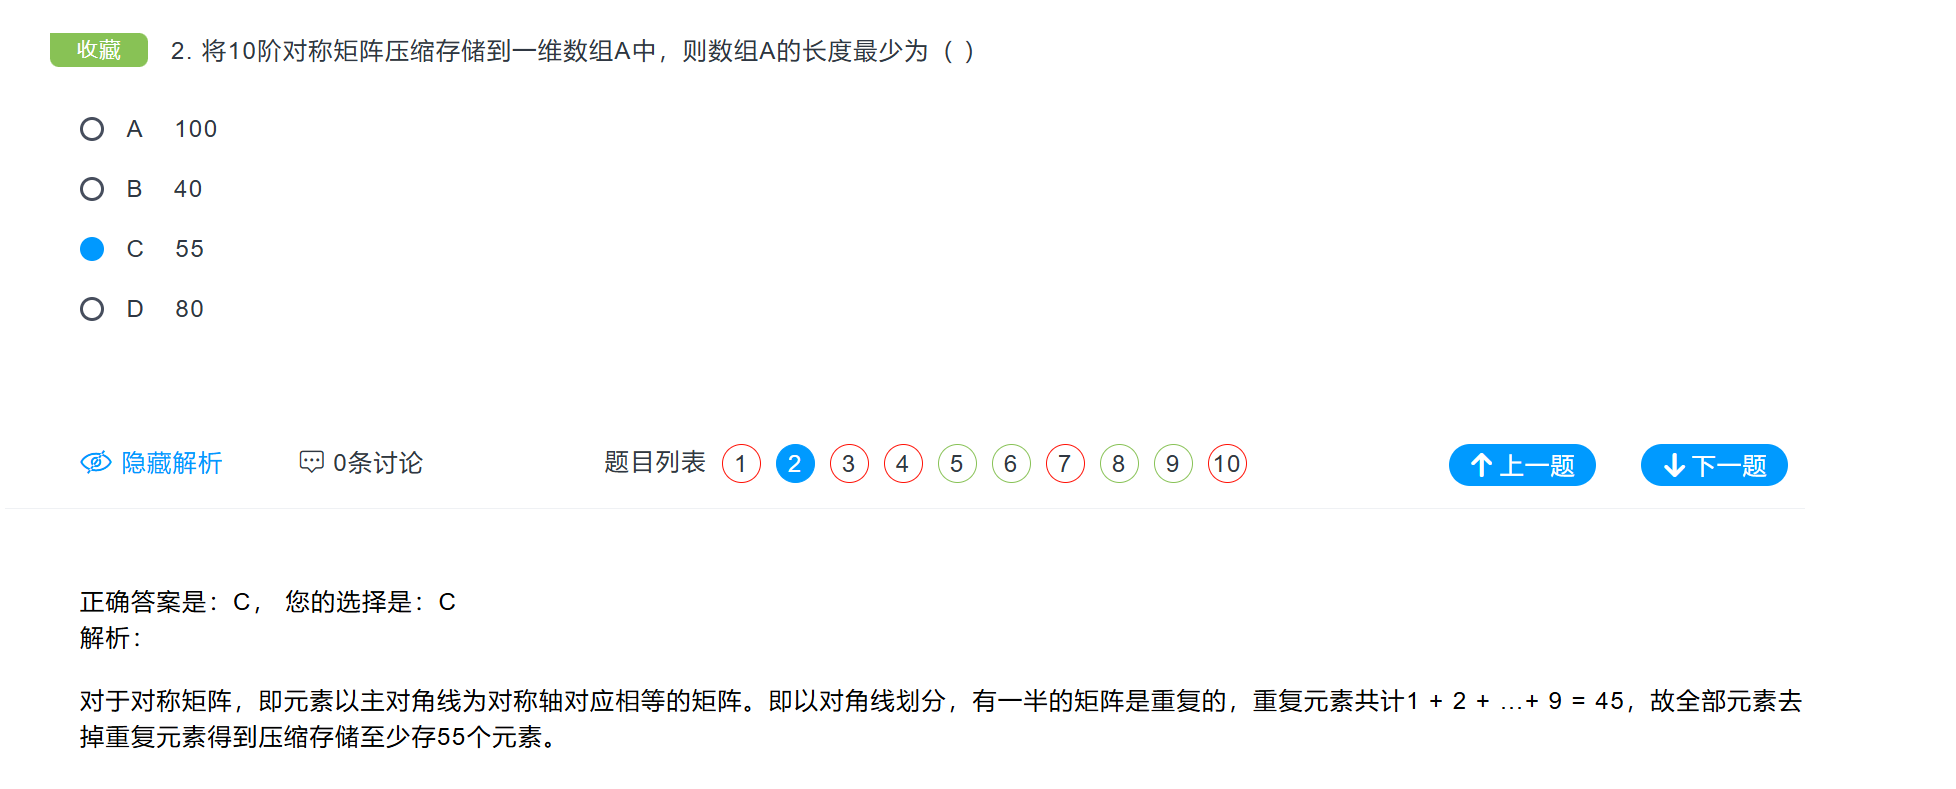 收藏 2. 将10阶对称矩阵压缩存储到一维数组A中，则数组A的长度最少为（ ）
A 100
B 40
C 55
D 80
隐藏解析 0条讨论 题目列表 1 2 3 4 5 6 7 8 9 10 上一题 下一题
正确答案是：C， 您的选择是：C
解析：
对于对称矩阵，即元素以主对角线为对称轴对应相等的矩阵。即以对角线划分，有一半的矩阵是重复的，重复元素共计1 + 2 + ...+ 9 = 45，故全部元素去
掉重复元素得到压缩存储至少存55个元素。